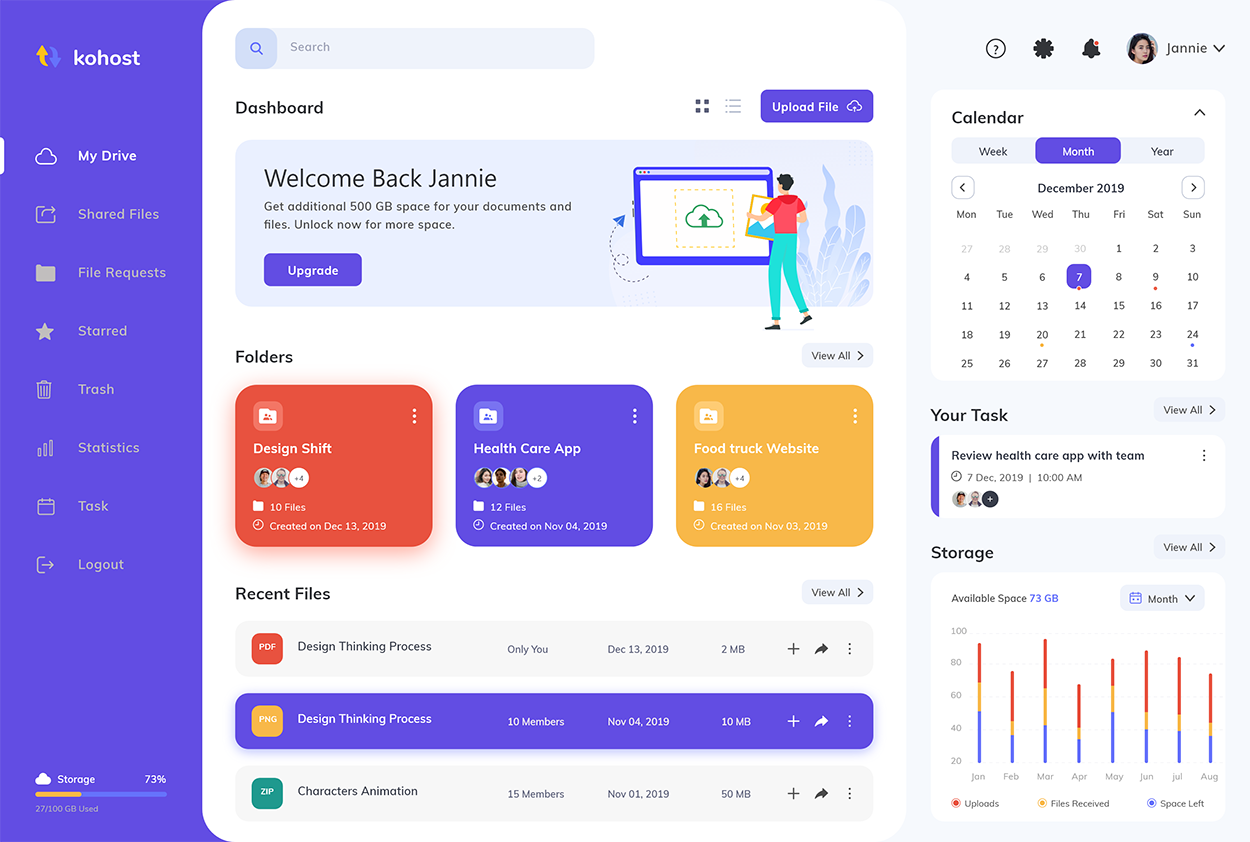 kohost
My Drive
Shared Files
File Requests
Starred
Trash
Statistics
Task
Logout
Storage 73%
27/100 GB Used
Search
Dashboard
Upload File
Welcome Back Jannie
Get additional 500 GB space for your documents and
files. Unlock now for more space.
Upgrade
Folders
View All
Design Shift
+4
10 Files
Created on Dec 13, 2019
Health Care App
+2
12 Files
Created on Nov 04, 2019
Food truck Website
+4
16 Files
Created on Nov 03, 2019
Recent Files
View All
PDF Design Thinking Process Only You Dec 13, 2019 2 MB
PNG Design Thinking Process 10 Members Nov 04, 2019 10 MB
ZIP Characters Animation 15 Members Nov 01, 2019 50 MB
? Jannie
Calendar
Week Month Year
December 2019
Mon Tue Wed Thu Fri Sat Sun
27 28 29 30 1 2 3
4 5 6 7 8 9 10
11 12 13 14 15 16 17
18 19 20 21 22 23 24
25 26 27 28 29 30 31
Your Task
View All
Review health care app with team
7 Dec, 2019 | 10:00 AM
+
Storage
View All
Available Space 73 GB
Month
100
80
60
40
20
Jan Feb Mar Apr May Jun jul Aug
Uploads Files Received Space Left